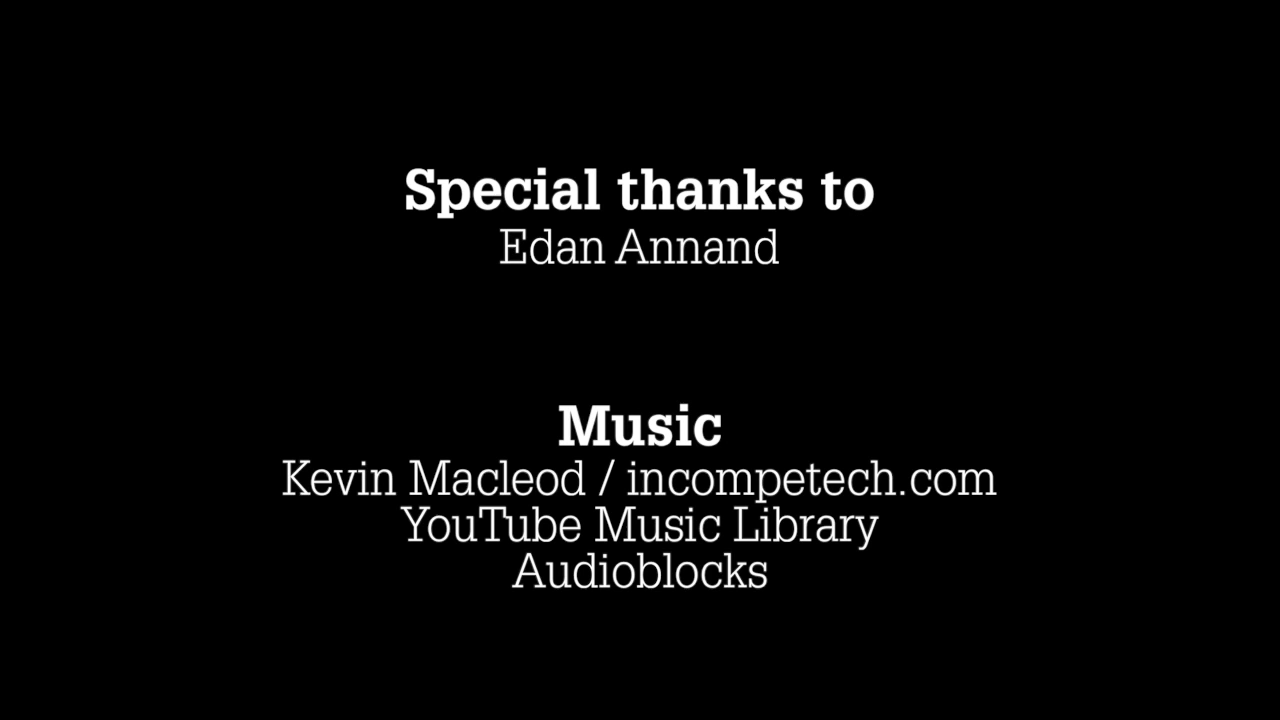 Special thanks to
Edan Annand
Music
Kevin Macleod / incompetech.com
YouTube Music Library
Audioblocks